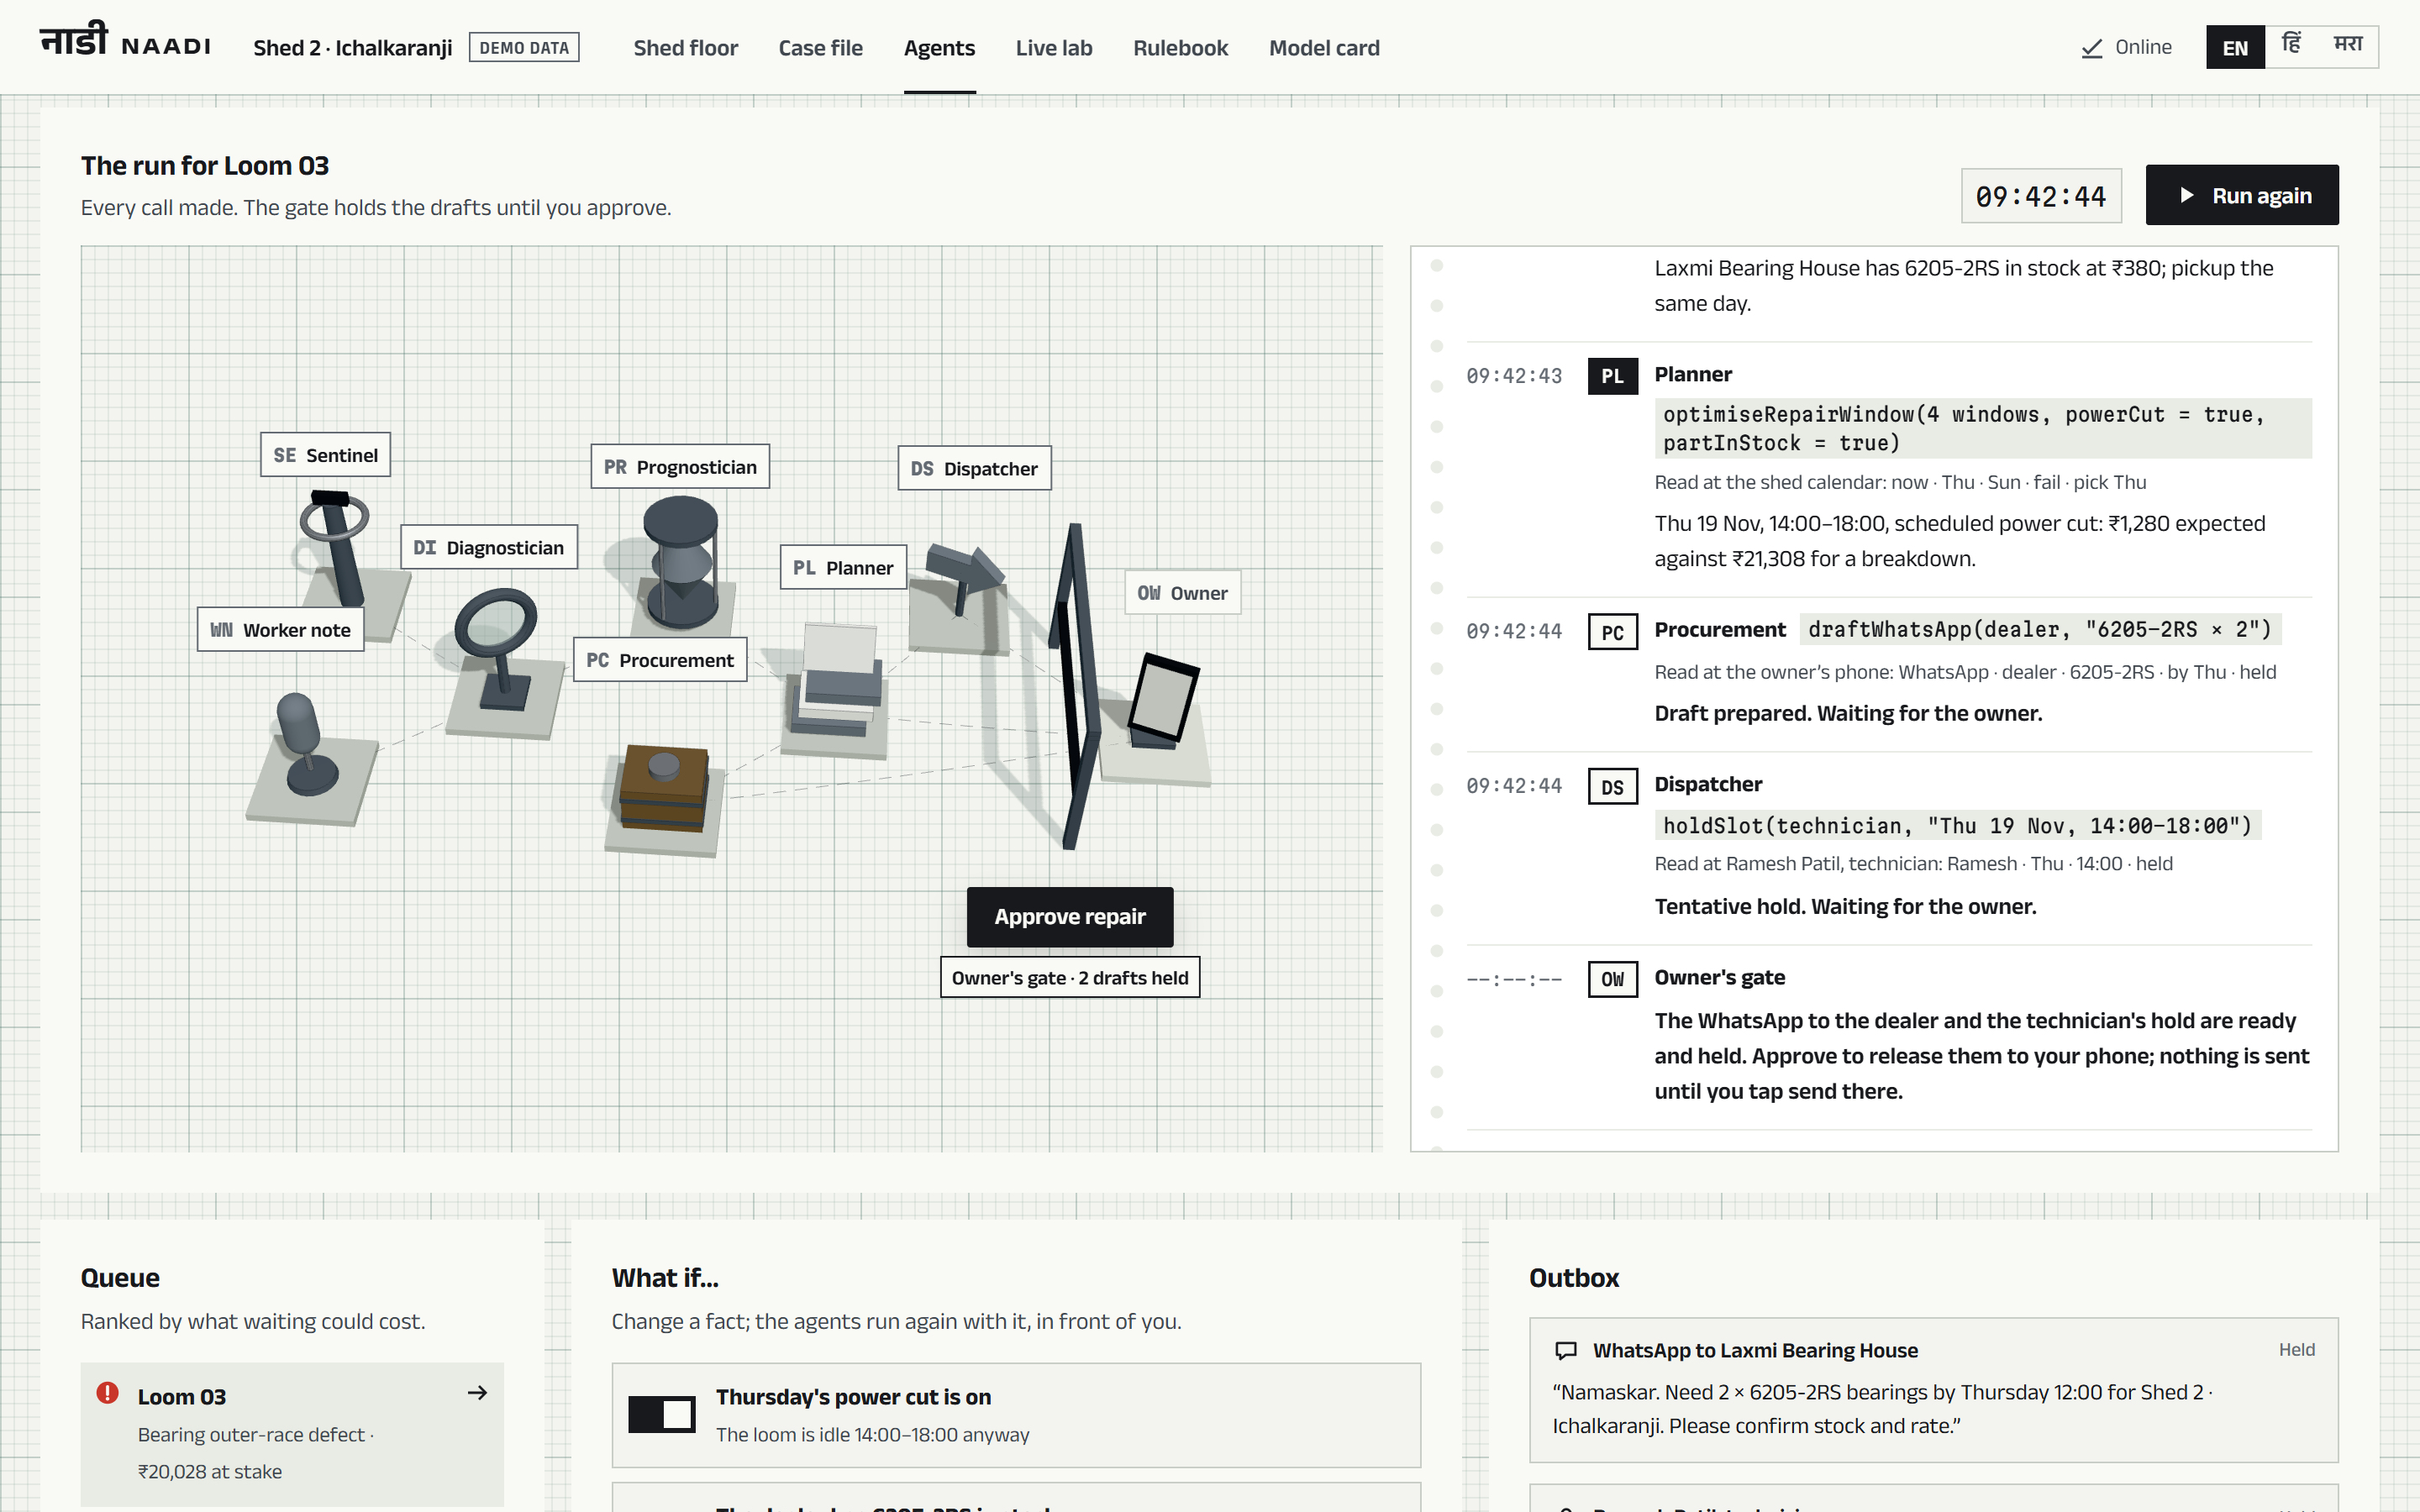 नाडी NAADI
Shed 2 · Ichalkaranji
DEMO DATA
Shed floor
Case file
Agents
Live lab
Rulebook
Model card
Online
EN
हिं
मरा
The run for Loom 03
Every call made. The gate holds the drafts until you approve.
09:42:44
Run again
SE Sentinel
PR Prognostician
DS Dispatcher
DI Diagnostician
PL Planner
OW Owner
WN Worker note
PC Procurement
Approve repair
Owner's gate · 2 drafts held
Laxmi Bearing House has 6205-2RS in stock at ₹380; pickup the
same day.
09:42:43 PL Planner
optimiseRepairWindow(4 windows, powerCut = true,
partInStock = true)
Read at the shed calendar: now · Thu · Sun · fail · pick Thu
Thu 19 Nov, 14:00–18:00, scheduled power cut: ₹1,280 expected
against ₹21,308 for a breakdown.
09:42:44 PC Procurement draftWhatsApp(dealer, "6205-2RS × 2")
Read at the owner’s phone: WhatsApp · dealer · 6205-2RS · by Thu · held
Draft prepared. Waiting for the owner.
09:42:44 DS Dispatcher
holdSlot(technician, "Thu 19 Nov, 14:00–18:00")
Read at Ramesh Patil, technician: Ramesh · Thu · 14:00 · held
Tentative hold. Waiting for the owner.
--:--:-- OW Owner's gate
The WhatsApp to the dealer and the technician's hold are ready
and held. Approve to release them to your phone; nothing is sent
until you tap send there.
Queue
Ranked by what waiting could cost.
Loom 03
Bearing outer-race defect ·
₹20,028 at stake
What if...
Change a fact; the agents run again with it, in front of you.
Thursday's power cut is on
The loom is idle 14:00–18:00 anyway
Outbox
WhatsApp to Laxmi Bearing House
Held
“Namaskar. Need 2 × 6205-2RS bearings by Thursday 12:00 for Shed 2 ·
Ichalkaranji. Please confirm stock and rate.”